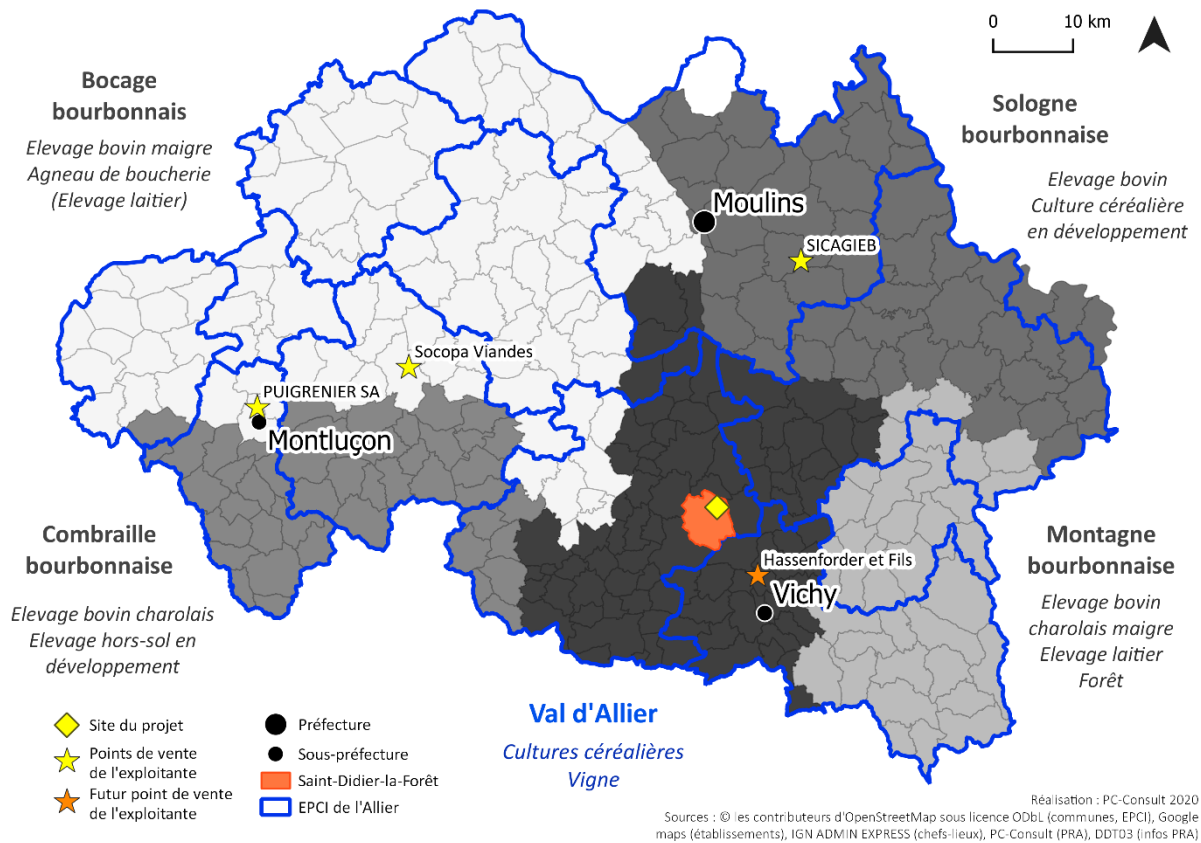 0 10 km
Bocage
bourbonnais
Elevage bovin maigre
Agneau de boucherie
(Elevage laitier)
Sologne
bourbonnaise
Elevage bovin
Culture céréalière
en développement
Moulins
SICAGIEB
Socopa Viandes
PUIGRENIER SA
Montluçon
Combraille
bourbonnaise
Elevage bovin charolais
Elevage hors-sol en
développement
Hassenforder et Fils
Vichy
Montagne
bourbonnaise
Elevage bovin
charolais maigre
Elevage laitier
Forêt
Val d'Allier
Cultures céréalières
Vigne
Site du projet
Points de vente
de l'exploitante
Futur point de vente
de l'exploitante
Préfecture
Sous-préfecture
Saint-Didier-la-Forêt
EPCI de l'Allier
Réalisation : PC-Consult 2020
Sources : © les contributeurs d'OpenStreetMap sous licence ODbL (communes, EPCI), Google
maps (établissements), IGN ADMIN EXPRESS (chefs-lieux), PC-Consult (PRA), DDT03 (infos PRA)